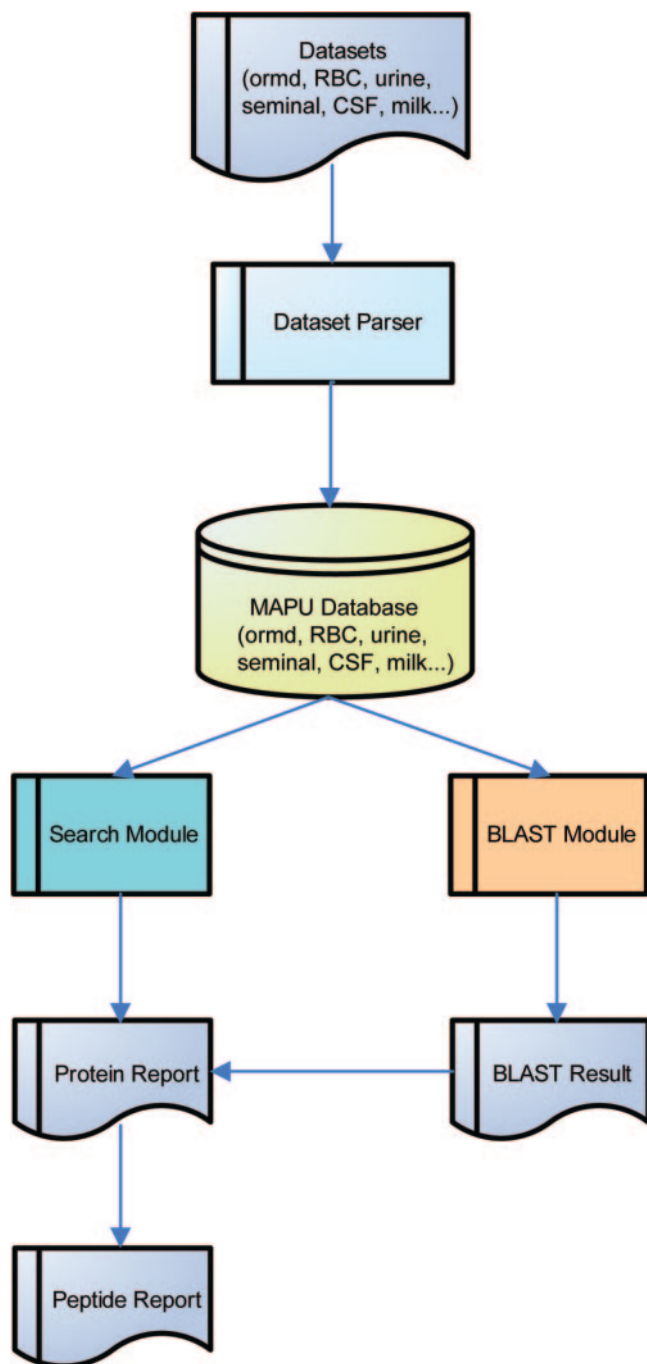 Datasets
(ormd, RBC, urine,
seminal, CSF, milk...)
Dataset Parser
MAPU Database
(ormd, RBC, urine,
seminal, CSF, milk...)
Search Module
BLAST Module
Protein Report
BLAST Result
Peptide Report